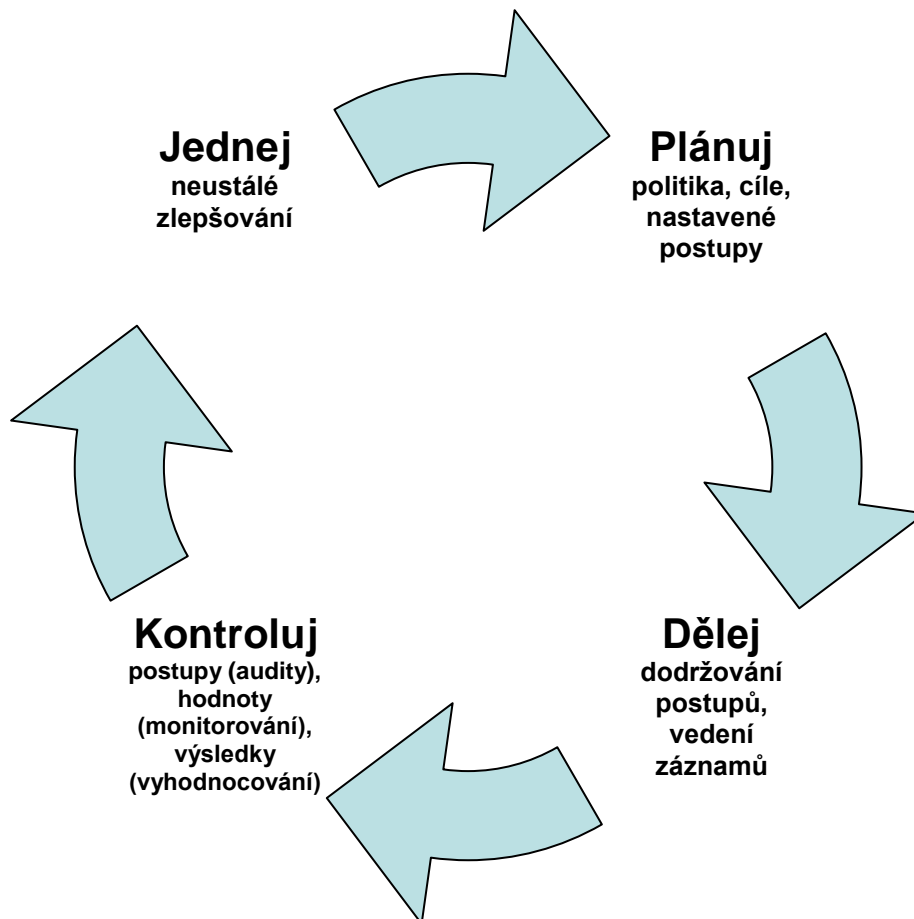 Jednej
neustálé
zlepšování
Plánuj
politika, cíle,
nastavené
postupy
Dělej
dodržování
postupů,
vedení
záznamů
Kontroluj
postupy (audity),
hodnoty
(monitorování),
výsledky
(vyhodnocování)